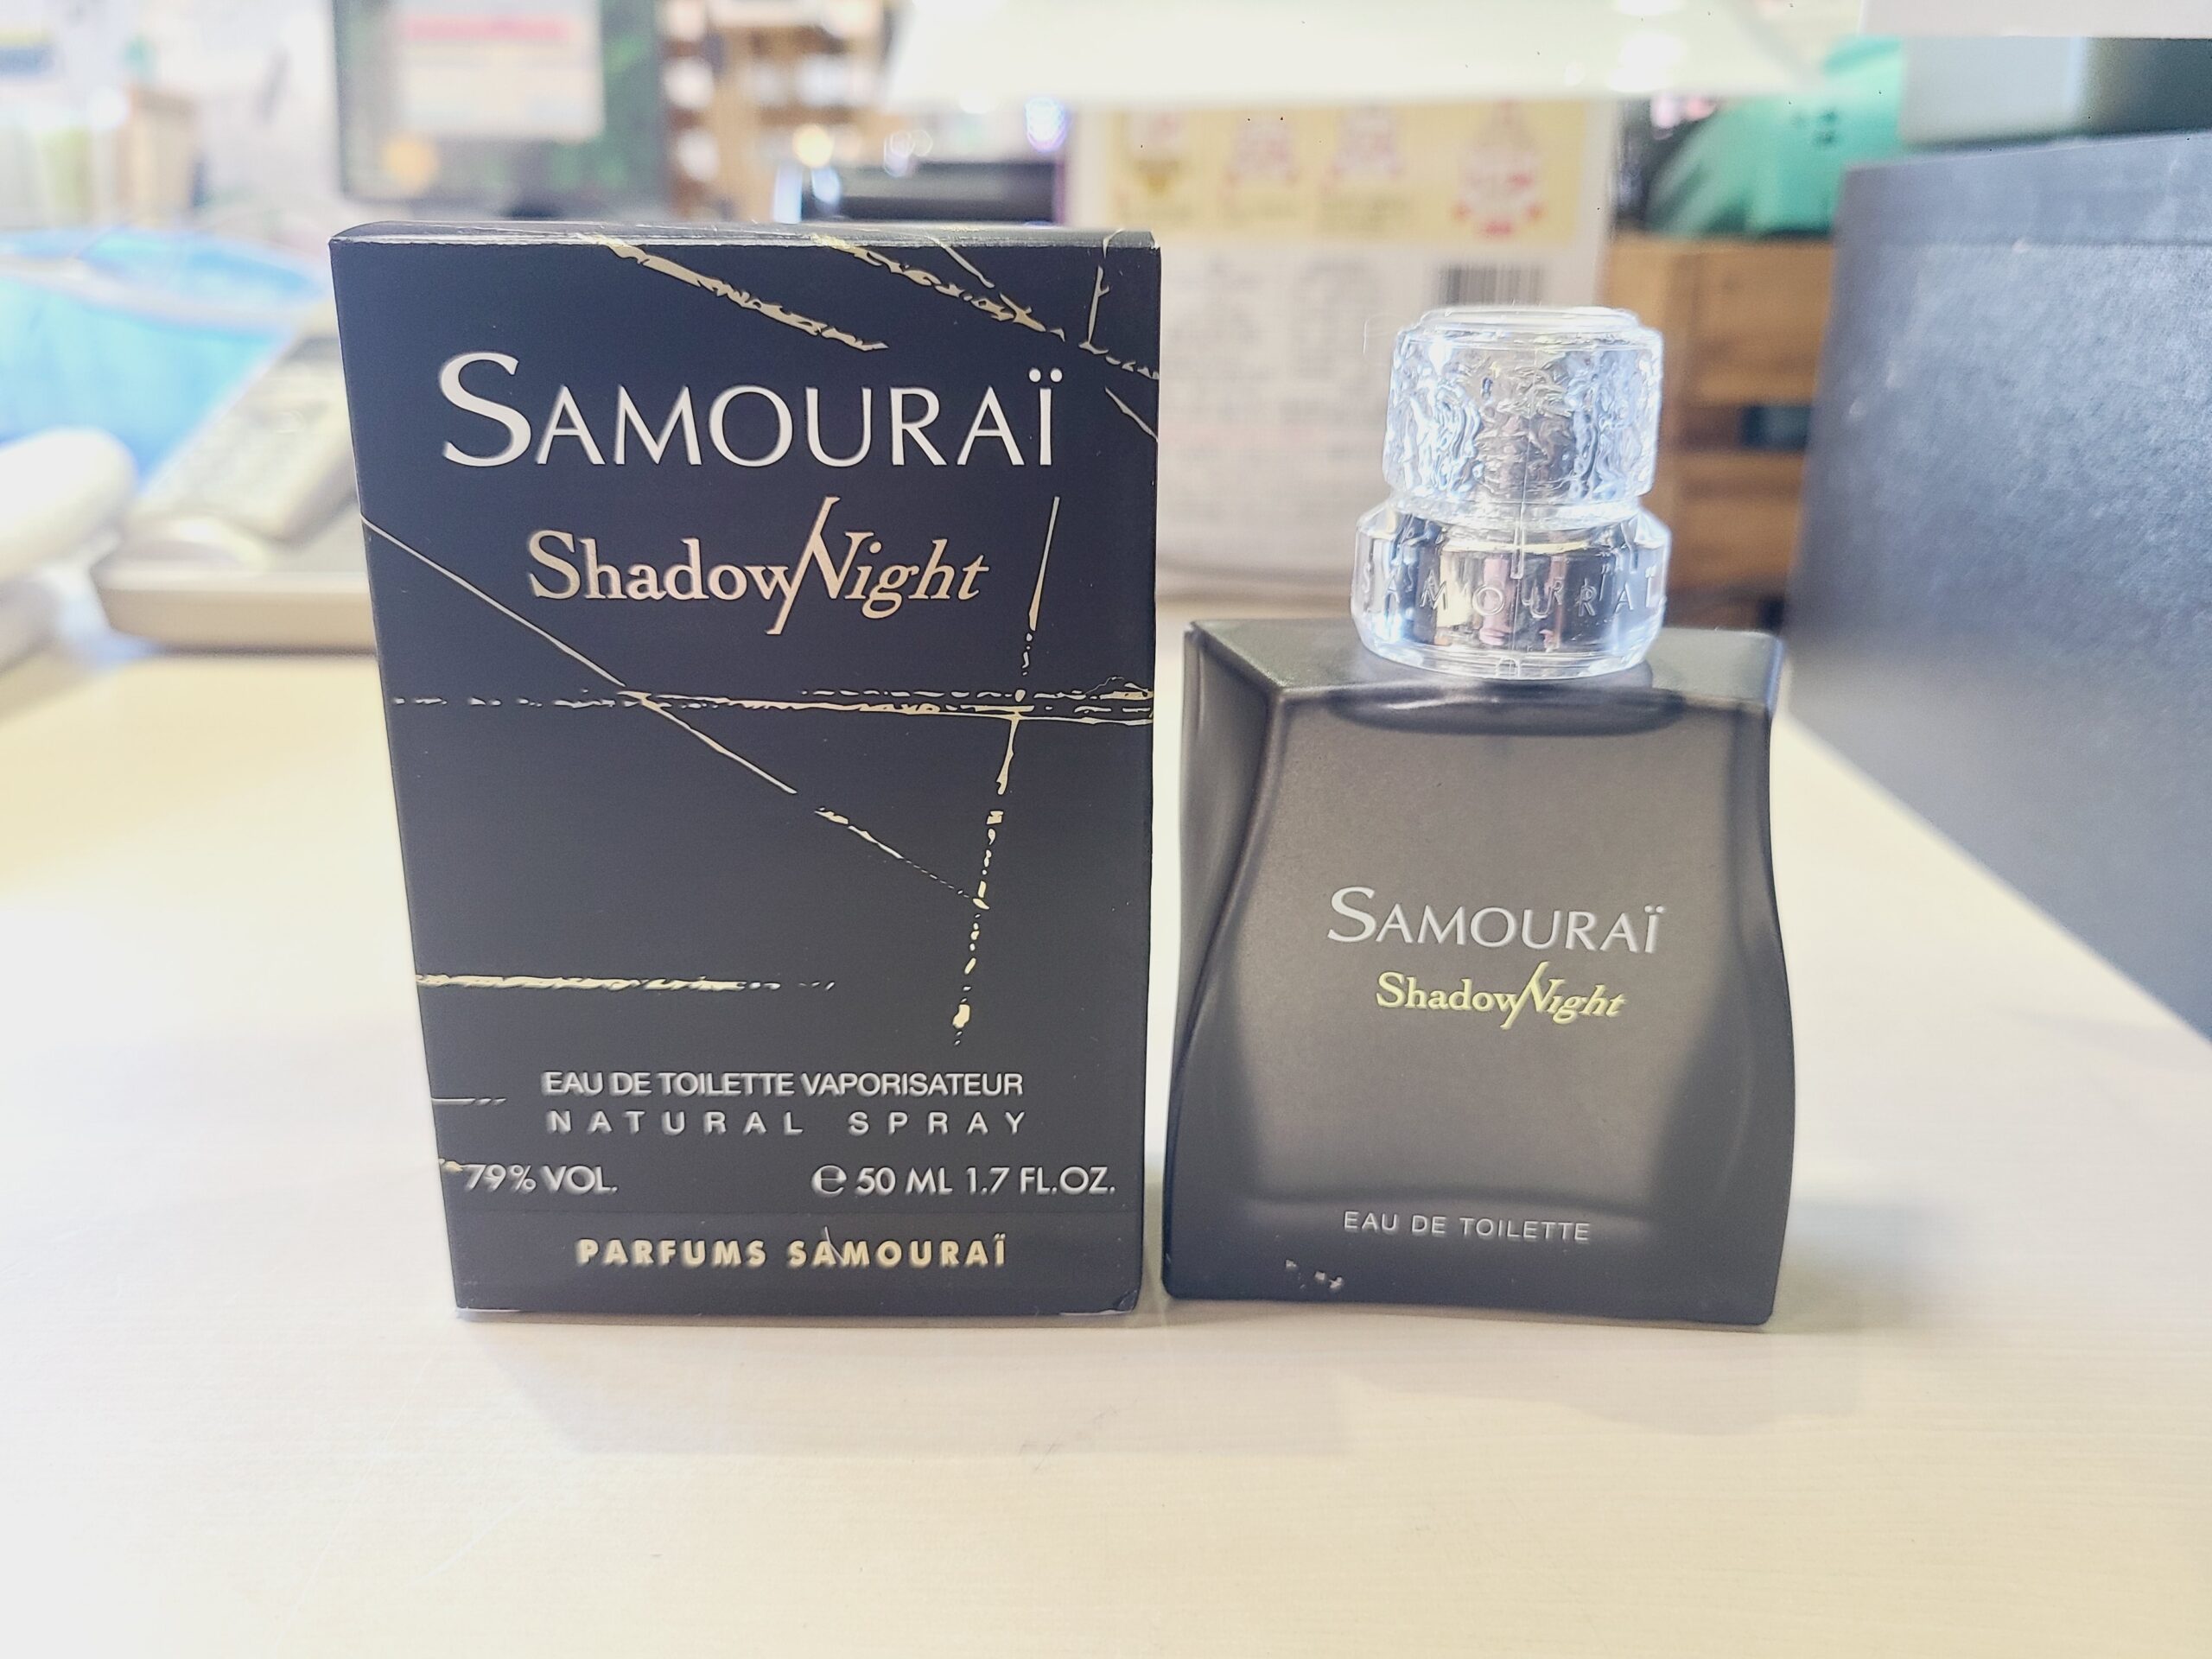 SAMOURAÏ
ShadowNight
EAU DE TOILETTE VAPORISATEUR
NATURAL SPRAY
79% VOL.
℮ 50 ML 1.7 FL.OZ.
PARFUMS SAMOURAÏ
SAMOURAÏ
SAMOURAÏ
ShadowNight
EAU DE TOILETTE